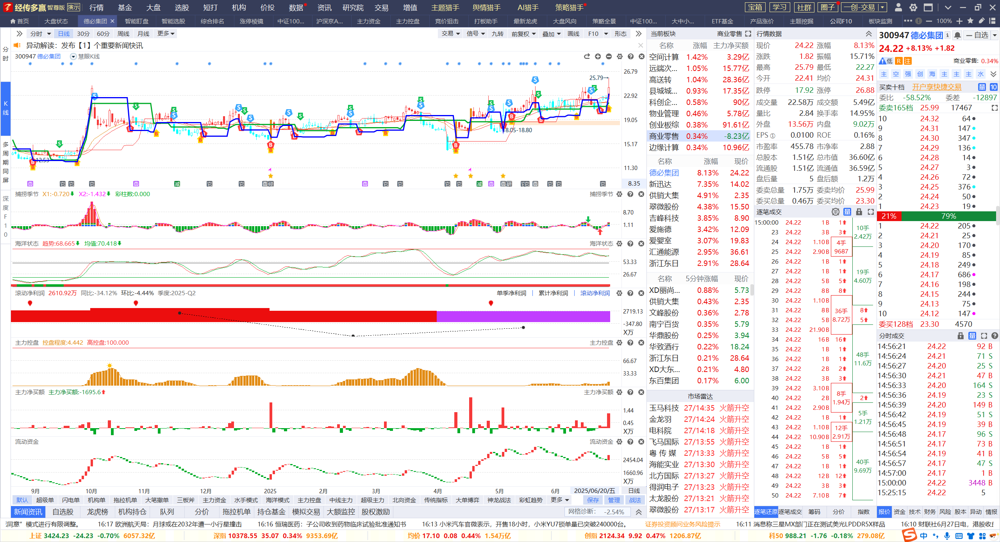 经传多赢 智尊版 演示 行情 基金 大盘 选股 短打 机构 价投 数据 资讯 研究院 交易 增值 主题猎手 舆情猎手 AI猎手 策略猎手 宝箱 学习 社群 圈子 一创-交易
首页 大盘状态 德必集团 智能盯盘 智能选股 综合排名 涨停棱镜 中证100... 沪深京A... 主力资金 主力控盘 竞价狙击 打板助手 最新龙虎 大盘风向 策略全景 中证100... 大中小... ETF基金 产品涨价 主题挖掘 公司F10 板块监测 100%
分时 日线 30分 60分 周线 月线 更多 交易 信号 九转 前复权 叠加 画线 F10 形态
异动解读：发布【1】个重要新闻快讯
300947 德必集团 慧眼K线
分时
K线
多周期同屏
深度F10
25.79→
12.53
18.05-18.80
26.79
22.92
19.05
15.17
11.30
8.35
捕捞季节 X1:-0.720 X2:-1.432 彩柱数:0.000 捕捞季节
8.70
1.11
海洋状态 趋势:68.665 均值:70.418 海洋状态
53.33
26.67
滚动净利润 2610.92万 同比:-34.12% 环比:-4.44% 季度:2025-Q2 单季净利润 | 累计净利润 | 滚动净利润
2719.13
-347.80
X万
主力控盘 控盘程度:4.442 高控盘:100.000 主力控盘
66.67
33.33
主力净买额 主力净买额:-1695.6 主力净买额
1.44
0.45
X万
流动资金 流动资金
2454.04
1660.96
X万
9月 10月 11月 12月 2025 2月 3月 4月 5月 6月 2025/06/20/五 日线
默认 超级单 闪电单 机构单 拖拉机单 大笔撤单 三板斧 主力资金 水手模式 海洋模式 主力控盘 中线主力 超级主力 北向资金 传统指标 大单博弈 神龙战法 彩虹趋势 更多 保存 管理 战法
新闻资讯 自选股 龙虎榜 机构持仓 队列 分价 拖拉机单 持仓基金 模拟交易 大额监控 股权激励 网格诊断： -2.54%
当前板块 商业零售
名称 涨幅 主力净买额
空间计算 1.42% 3.29亿
远端次... 1.05% 15.77亿
高送转 1.04% 28.36亿
县城城... 0.93% 17.35亿
科创企... 0.58% 90亿
物业管理 0.46% 5.78亿
创业板综 0.38% 91.61亿
商业零售 0.34% -8.23亿
边缘计算 0.34% 10.96亿
名称 涨幅 现价
德必集团 8.13% 24.22
新迅达 7.35% 14.02
供销大集 4.91% 2.35
翠微股份 4.38% 15.50
吉峰科技 3.85% 8.90
爱施德 3.42% 12.09
爱婴室 3.07% 19.83
汇通能源 2.95% 36.61
浙江东日 2.91% 28.64
名称 5分钟涨幅 现价
XD丽尚... 0.88% 5.73
供销大集 0.43% 2.35
文峰股份 0.36% 2.78
南宁百货 0.35% 5.79
华鼎股份 0.25% 3.94
华致酒行 0.22% 18.24
浙江东日 0.21% 28.64
XD大东... 0.21% 4.80
东百集团 0.17% 6.00
市场雷达
玉马科技 27/14:35 火箭升空
金龙羽 27/14:24 火箭升空
电科院 27/14:18 火箭升空
飞马国际 27/13:55 火箭升空
粤 传 媒 27/13:33 火箭升空
海能实业 27/13:30 火箭升空
北方国际 27/13:27 火箭升空
得润电子 27/13:23 火箭升空
太龙股份 27/13:21 火箭升空
翠微股份 27/13:17 火箭升空
行情数据
现价 24.22 涨幅 8.13%
涨跌 1.82 振幅 15.71%
最高 25.79 最低 22.27
今开 22.41 均价 24.31
跌停 17.92 涨停 26.88
成交量 22.58万 成交额 5.49亿
量比 2.84 换手率 14.95%
外盘 13.56万 内盘 9.02万
EPS① 0.0100 ROE 0.16%
市盈率 455.78 市净率 2.88
总股本 1.51亿 总市值 36.60亿
流通股 1.51亿 流通值 36.59亿
盘后量 5 盘后额 1.2万
委卖总量 1.75万 委卖均价 25.99
委买总量 0.46万 委买均价 23.30
逐笔成交 单 量
15:00:00 24.22 1B 1
23 24.22 3B 3
24 24.22 1.10B
25 24.22 2.90B
26 24.22 1B 1
27 24.22 1B 1
28 24.22 5B 5
29 24.22 8B 8
30 24.22 1.10B
31 24.22 8B 8
32 24.22 5B 5
33 24.22 21.90B
34 24.22 16B 16
35 24.22 1B 1
36 24.22 1B 1
37 24.22 2B 2
38 24.22 3B 3
39 24.22 3.10B
40 24.22 2B 2
41 24.22 2.90B
42 24.22 1B 1
43 24.22 1.10B
44 24.22 10.90B
45 24.22 1B 1
46 24.22 5B 5
47 24.22 1B 1
48 24.22 12B 12
49 24.22 3B 3
50 24.22 7.10B 7
4手 9687
36手 8.72万
8手 1.94万
12手 2.91万
10手 2.42万
19手 4.60万
48手 11.6万
5手 1.21万
40手 9.69万
逐笔还原 逐笔成交 筹码 分价 指数
300947 德必集团 自选
24.22 +8.13% +1.82
低 R 注 商业零售: 0.34%
主 空 强 创 海 主 主 主 水
买卖十档 开户享快捷交易 量 10
委比 -58.52% 委差 -12897
委卖165档 25.99 17467
10 24.32 64
9 24.31 147
8 24.30 347
7 24.29 136
6 24.28 14
5 24.27 3
4 24.26 72
3 24.25 376
2 24.24 50
1 24.23 19
21% 79%
1 24.22 205
2 24.21 25
3 24.20 170
4 24.19 85
5 24.18 249
6 24.17 686
7 24.16 198
8 24.15 244
9 24.13 75
10 24.12 147
委买128档 23.30 4570
分时成交 量
14:56:21 24.22 92 B
14:56:24 24.21 71 S
14:56:27 24.20 25 S
14:56:30 24.21 47 B
14:56:33 24.20 164 S
14:56:36 24.19 23 S
14:56:39 24.20 149 B
14:56:42 24.19 51 S
14:56:45 24.19 39 B
14:56:48 24.17 96 S
14:56:51 24.17 73 B
14:56:54 24.19 41 B
14:56:57 24.17 47 S
14:57:00 24.17 1 B
15:00:00 24.22 3448 B
15:25:15 24.22 5
报价 资金 技术 财务 风险 股本 异动 情报
同意”模式进行有限调整。 16:17 欧洲航天局：月球或在2032年遭一小行星撞击 16:16 恒瑞医药：子公司收到药物临床试验批准通知书 16:13 小米汽车官微表示，开售18小时，小米YU7锁单量已突破240000台。 证券投资顾问业务风险提示 16:11 消息称三星MX部门正在测试美光LPDDR5X样品 16:10 财联社6月27日电，港股收
上证 3424.23 -24.23 -0.70% 6057.32亿 深指 10378.55 35.07 0.34% 9353.69亿 均价 17.10 0.08 0.44% 1.54万亿 创指 2124.34 9.92 0.47% 1206.87亿 科50 988.21 -1.76 -0.18% 279.08亿 中